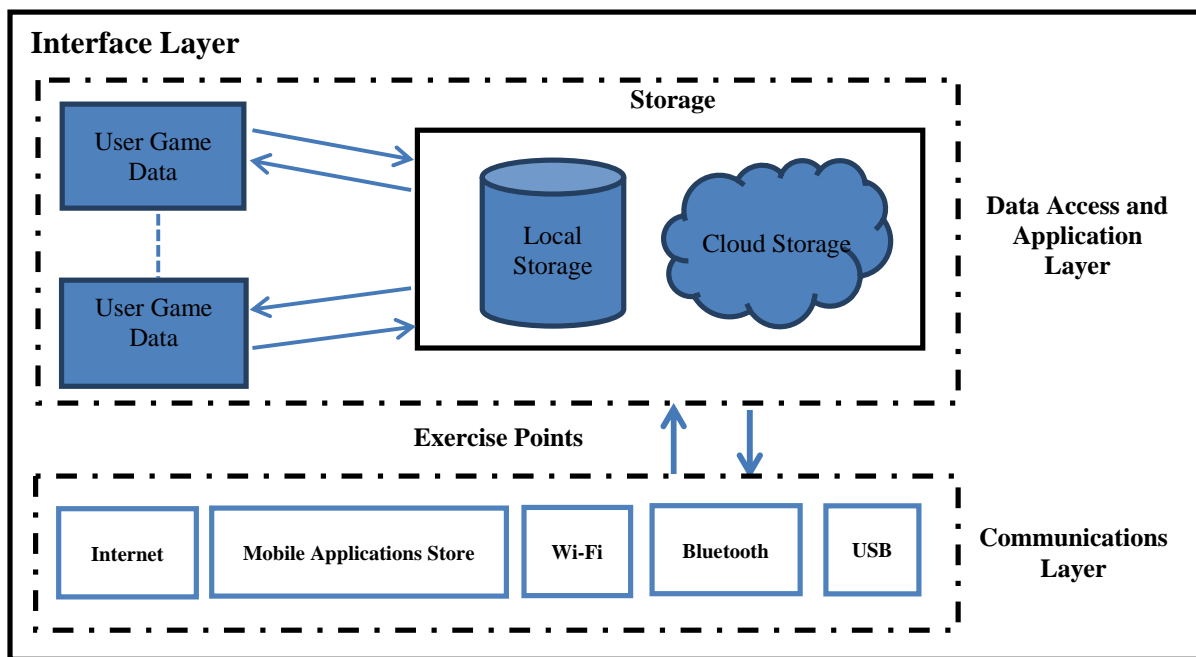 Interface Layer
Storage
User Game
Data
Local
Storage
Cloud Storage
User Game
Data
Data Access and
Application
Layer
Exercise Points
Internet
Mobile Applications Store
Wi-Fi
Bluetooth
USB
Communications
Layer